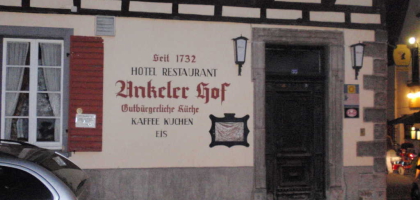 Seit 1732
HOTEL RESTAURANT
Unkeler Hof
Gutbürgerliche Küche
KAFFEE KUCHEN
EIS